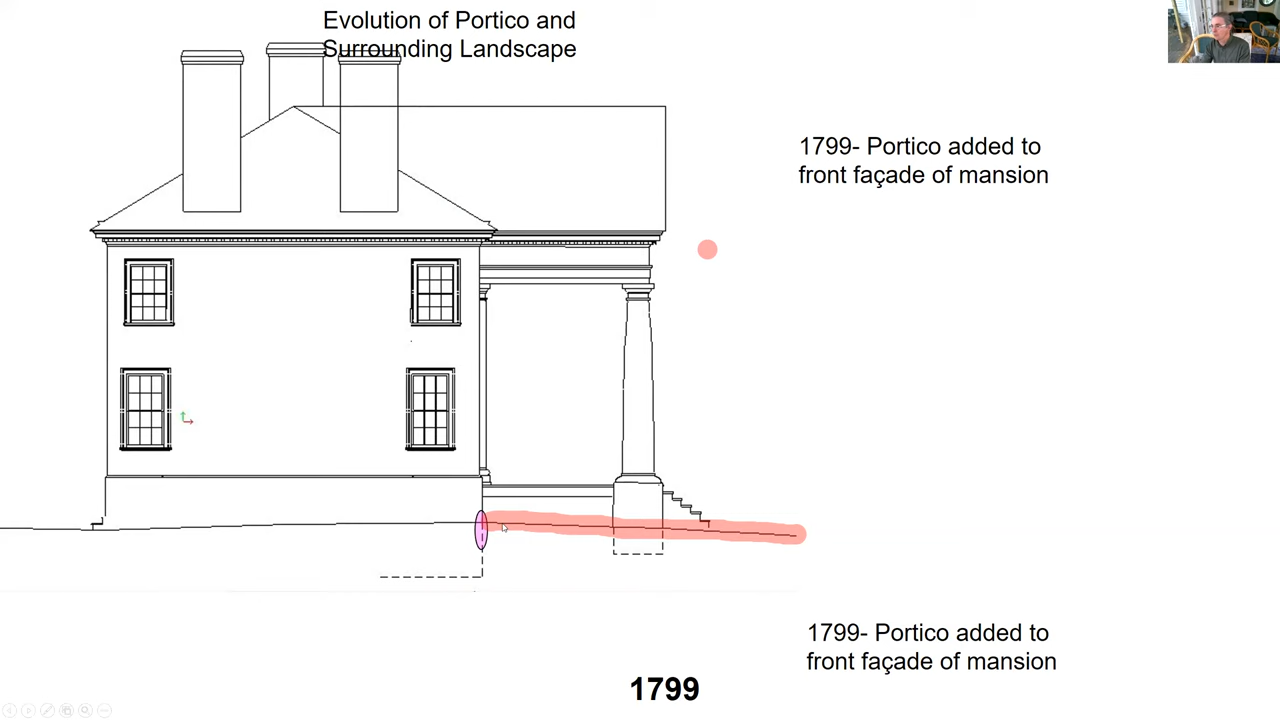 Evolution of Portico and
Surrounding Landscape
1799- Portico added to
front façade of mansion
1799- Portico added to
front façade of mansion
1799